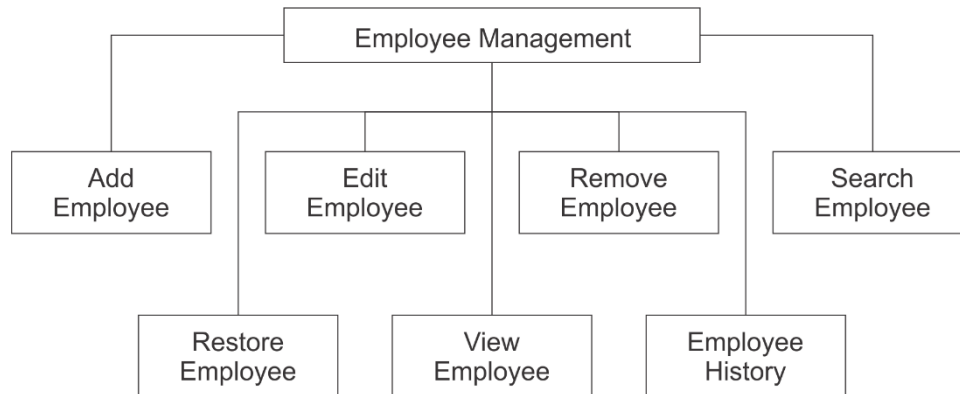 Employee Management
Add
Employee
Edit
Employee
Remove
Employee
Search
Employee
Restore
Employee
View
Employee
Employee
History